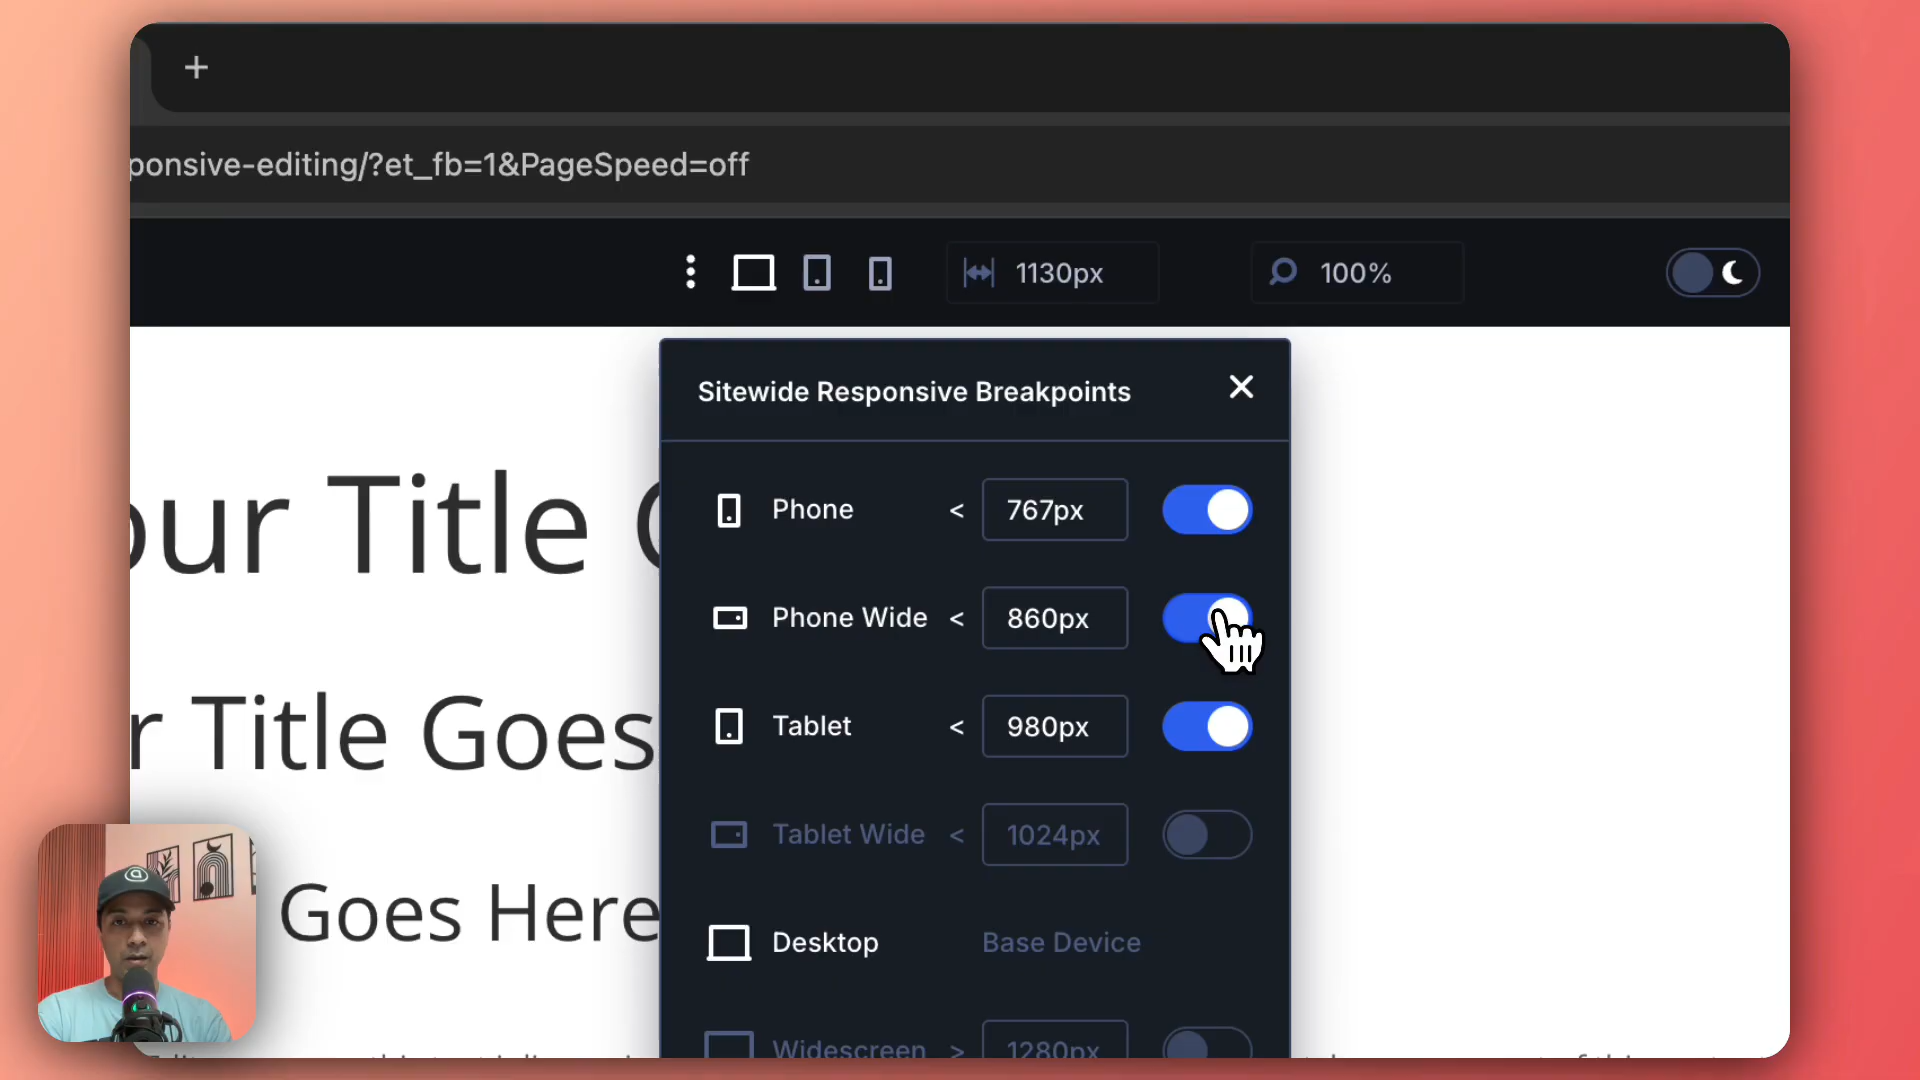 +
ponsive-editing/?et_fb=1&PageSpeed=off
1130px
100%
Sitewide Responsive Breakpoints
Phone < 767px
our Title G
Phone Wide < 860px
r Title Goes
Tablet < 980px
Tablet Wide < 1024px
Goes Here
Desktop Base Device
Widescreen > 1280px